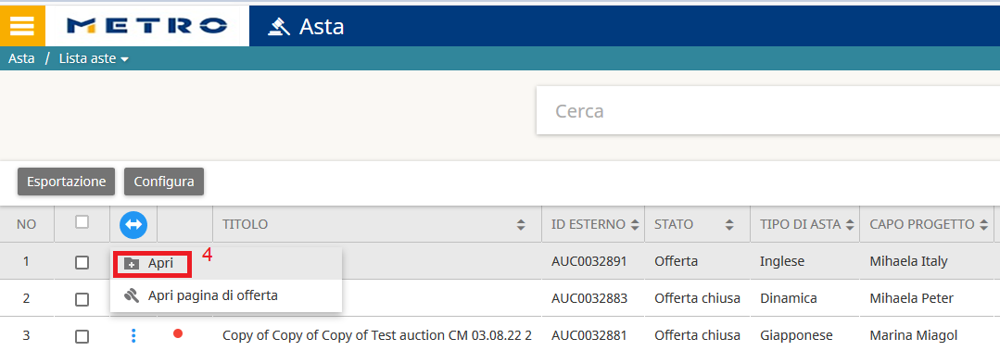 METRO Asta
Asta / Lista aste
Cerca
Esportazione Configura
NO TITOLO ID ESTERNO STATO TIPO DI ASTA CAPO PROGETTO
1 Apri 4 AUC0032891 Offerta Inglese Mihaela Italy
2 Apri pagina di offerta AUC0032883 Offerta chiusa Dinamica Mihaela Peter
3 Copy of Copy of Copy of Test auction CM 03.08.22 2 AUC0032881 Offerta chiusa Giapponese Marina Miagol